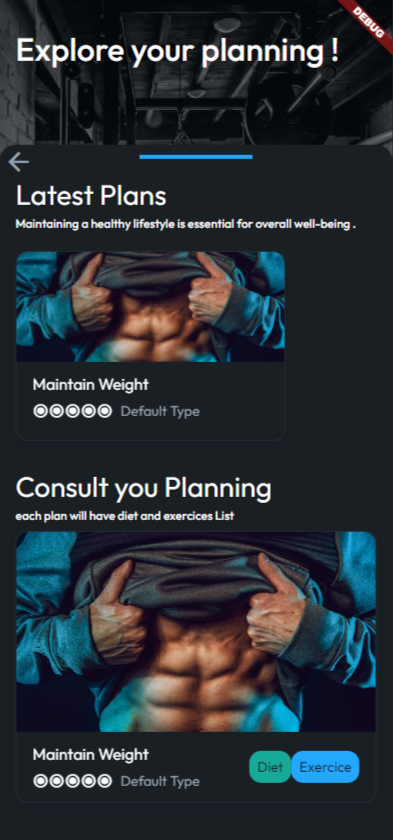 DEBUG
Explore your planning !
Latest Plans
Maintaining a healthy lifestyle is essential for overall well-being .
Maintain Weight
Default Type
Consult you Planning
each plan will have diet and exercices List
Maintain Weight
Default Type
Diet Exercice